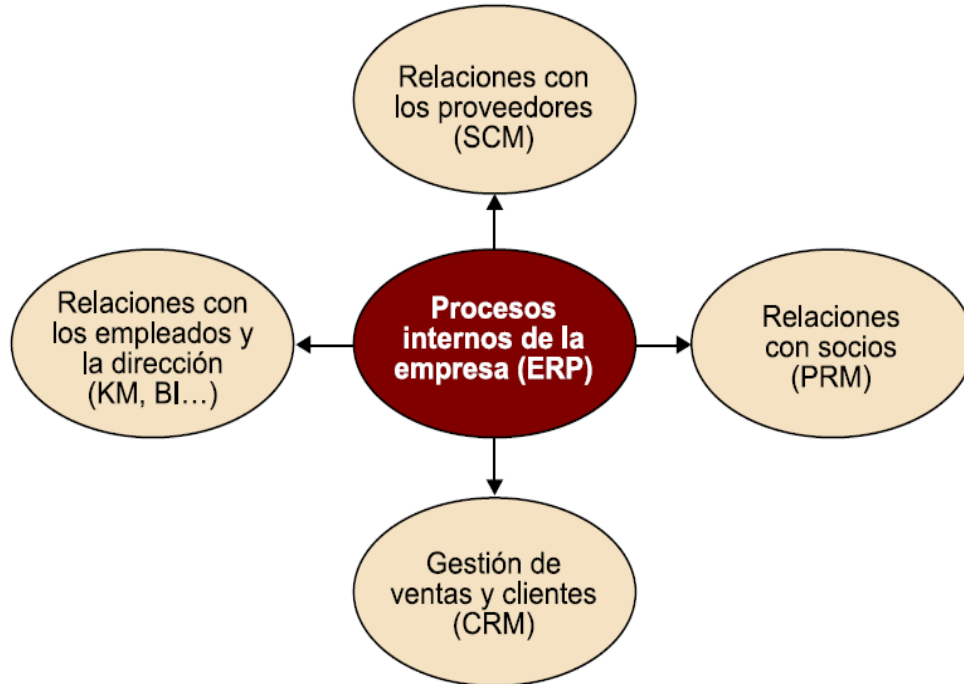 Relaciones con
los proveedores
(SCM)
Relaciones con
los empleados y
la dirección
(KM, BI…)
Procesos
internos de la
empresa (ERP)
Relaciones
con socios
(PRM)
Gestión de
ventas y clientes
(CRM)